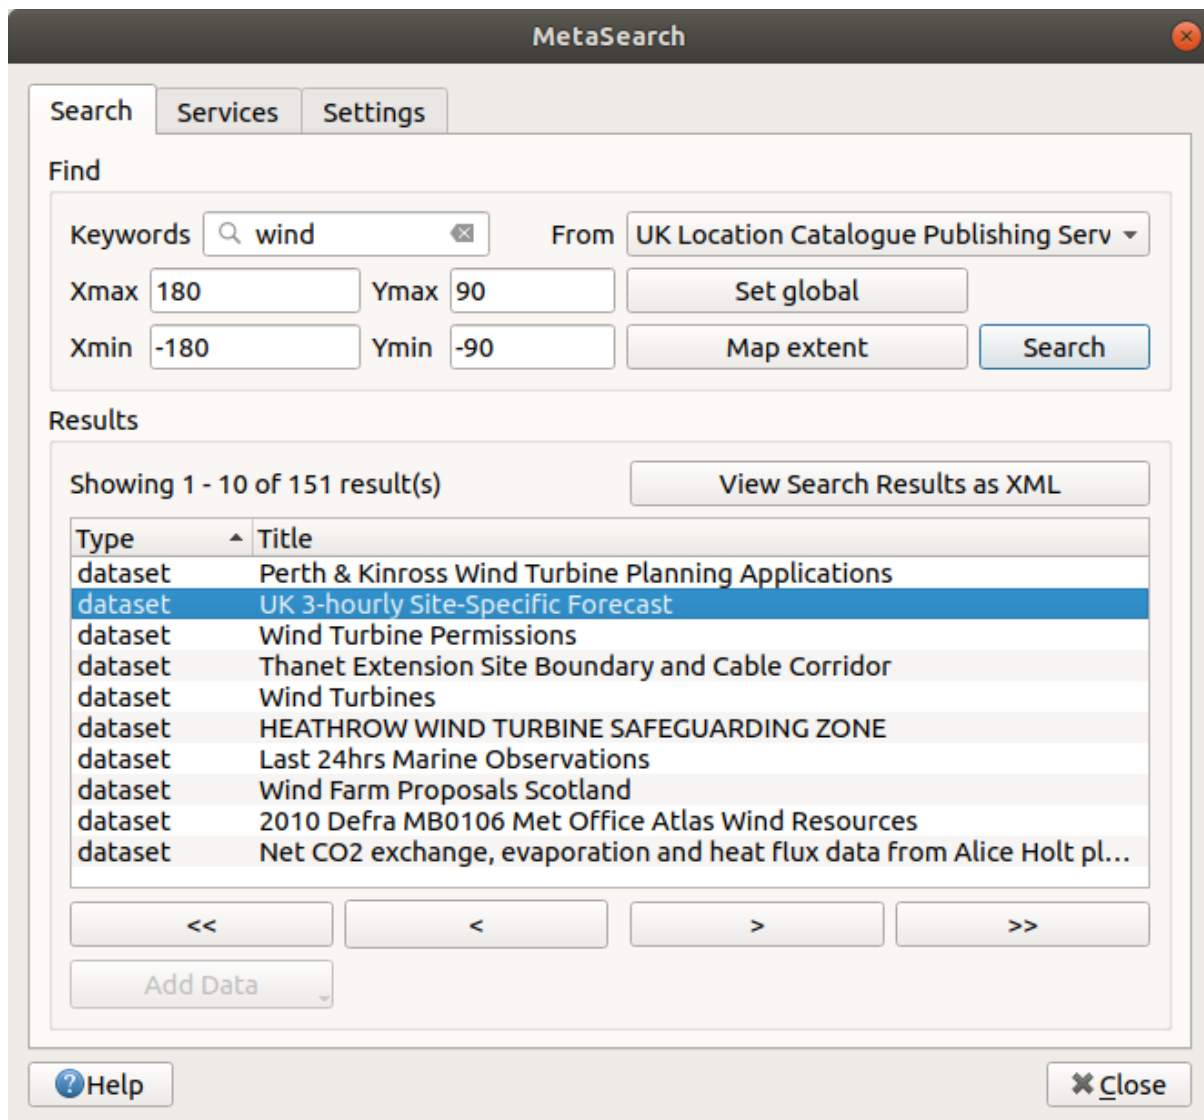 MetaSearch
Search Services Settings
Find
Keywords wind From UK Location Catalogue Publishing Serv
Xmax 180 Ymax 90 Set global
Xmin -180 Ymin -90 Map extent Search
Results
Showing 1 - 10 of 151 result(s) View Search Results as XML
Type Title
dataset Perth & Kinross Wind Turbine Planning Applications
dataset UK 3-hourly Site-Specific Forecast
dataset Wind Turbine Permissions
dataset Thanet Extension Site Boundary and Cable Corridor
dataset Wind Turbines
dataset HEATHROW WIND TURBINE SAFEGUARDING ZONE
dataset Last 24hrs Marine Observations
dataset Wind Farm Proposals Scotland
dataset 2010 Defra MB0106 Met Office Atlas Wind Resources
dataset Net CO2 exchange, evaporation and heat flux data from Alice Holt pl...
<< < > >>
Add Data
Help Close